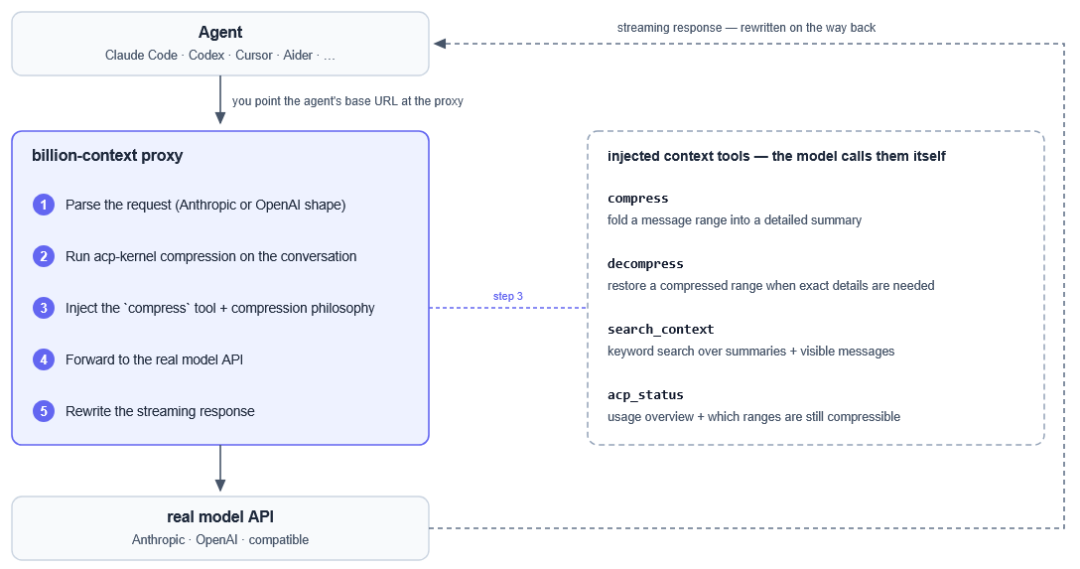 Agent
Claude Code · Codex · Cursor · Aider · …
streaming response — rewritten on the way back
you point the agent's base URL at the proxy
billion-context proxy
1 Parse the request (Anthropic or OpenAI shape)
2 Run acp-kernel compression on the conversation
3 Inject the `compress` tool + compression philosophy
4 Forward to the real model API
5 Rewrite the streaming response
step 3
injected context tools — the model calls them itself
compress
fold a message range into a detailed summary
decompress
restore a compressed range when exact details are needed
search_context
keyword search over summaries + visible messages
acp_status
usage overview + which ranges are still compressible
real model API
Anthropic · OpenAI · compatible